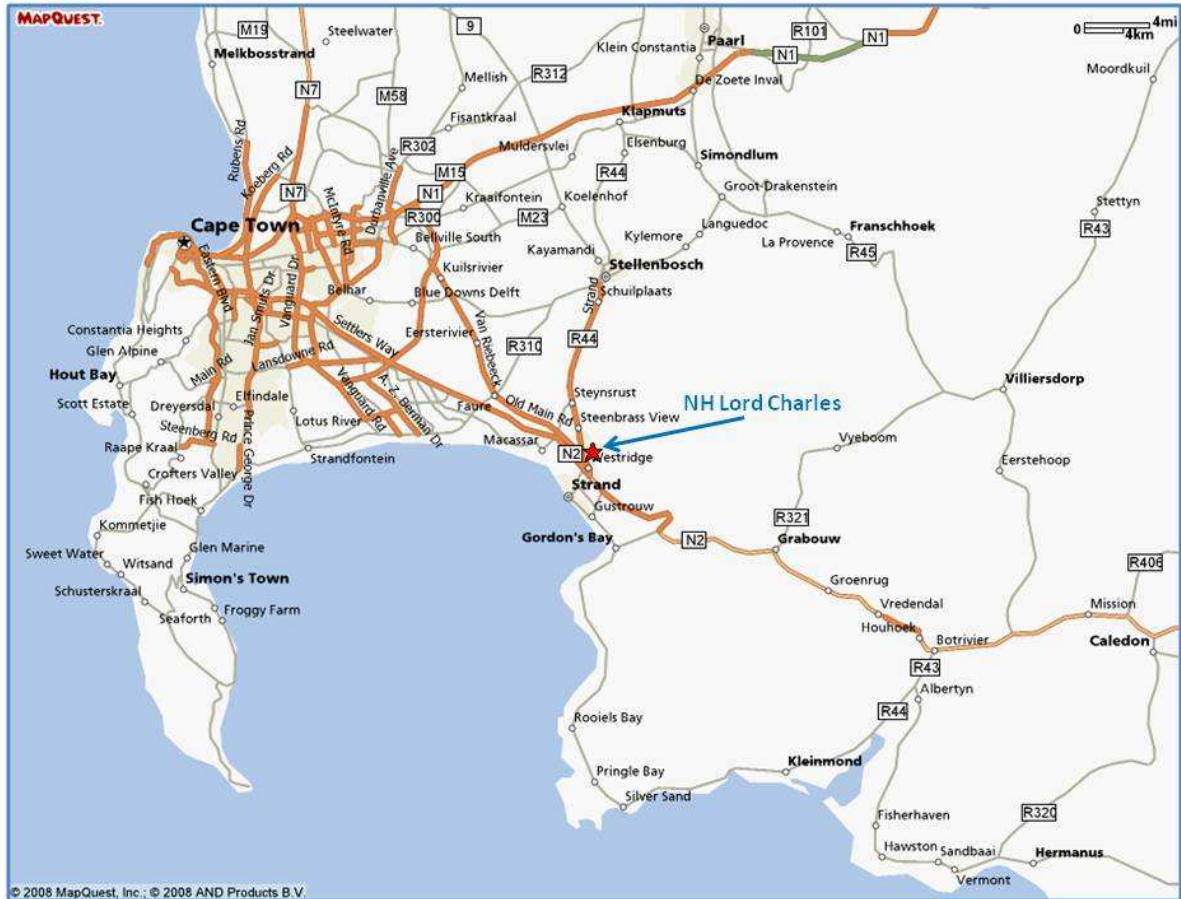 MAPQUEST.
M19
Steelwater
9
Klein Constantia
Paarl
R101
N1
0 4mi
4km
Melkbosstrand
N7
M58
Mellish
R312
N1
De Zoete Inval
Moordkuil
Rubens Rd
Fisantkraal
Klapmuts
Koeberg Rd
R302
Muldersvlei
Elsenburg
Simondlum
M15
R44
N7
McIntyre Rd
Durbanville Ave
N1
Kraaifontein
Koelenhof
Groot-Drakenstein
Stettyn
Cape Town
R300
M23
Languedoc
Franschhoek
R43
Bellville South
Kayamandi
Kylemore
La Provence
R45
Eastern Blvd
Kuilsrivier
Stellenbosch
Jan Smuts Dr
Vanguard Dr
Belhar
Blue Downs Delft
Strand
Schuilplaats
Constantia Heights
Settlers Way
Eersterivier
Van Riebeeck
R44
Glen Alpine
Main Rd
Lansdowne Rd
R310
Hout Bay
Vanguard Rd
A. Z. Berman Dr
Villiersdorp
Scott Estate
Dreyersdal
Elfindale
Faure
Old Main Rd
Steynsrust
NH Lord Charles
Steenberg Rd
Prince George Dr
Lotus River
Steenbrass View
Raape Kraal
Strandfontein
Macassar
N2
Westridge
Vyeboom
Crofters Valley
Strand
Eerstehoop
Fish Hoek
Gustrouw
R321
Kommetjie
Gordon's Bay
N2
Grabouw
Sweet Water
Glen Marine
Witsand
R406
Simon's Town
Groenrug
Schusterskraal
Froggy Farm
Vredendal
Mission
Seaforth
Houhoek
Botrivier
Caledon
R43
Albertyn
R44
Rooiels Bay
Kleinmond
Pringle Bay
Silver Sand
Fisherhaven
R320
Hawston
Sandbaai
Hermanus
Vermont
© 2008 MapQuest, Inc.; © 2008 AND Products B.V.